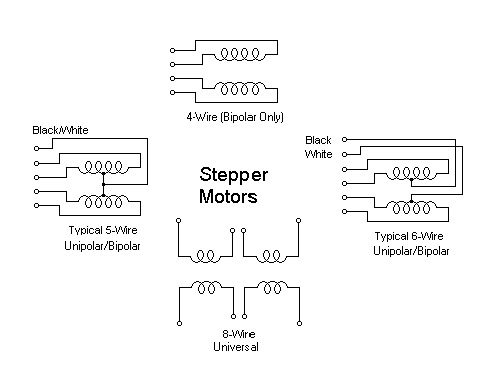 4-Wire (Bipolar Only)
Black/White
Typical 5-Wire
Unipolar/Bipolar
Stepper
Motors
Black
White
Typical 6-Wire
Unipolar/Bipolar
8-Wire
Universal